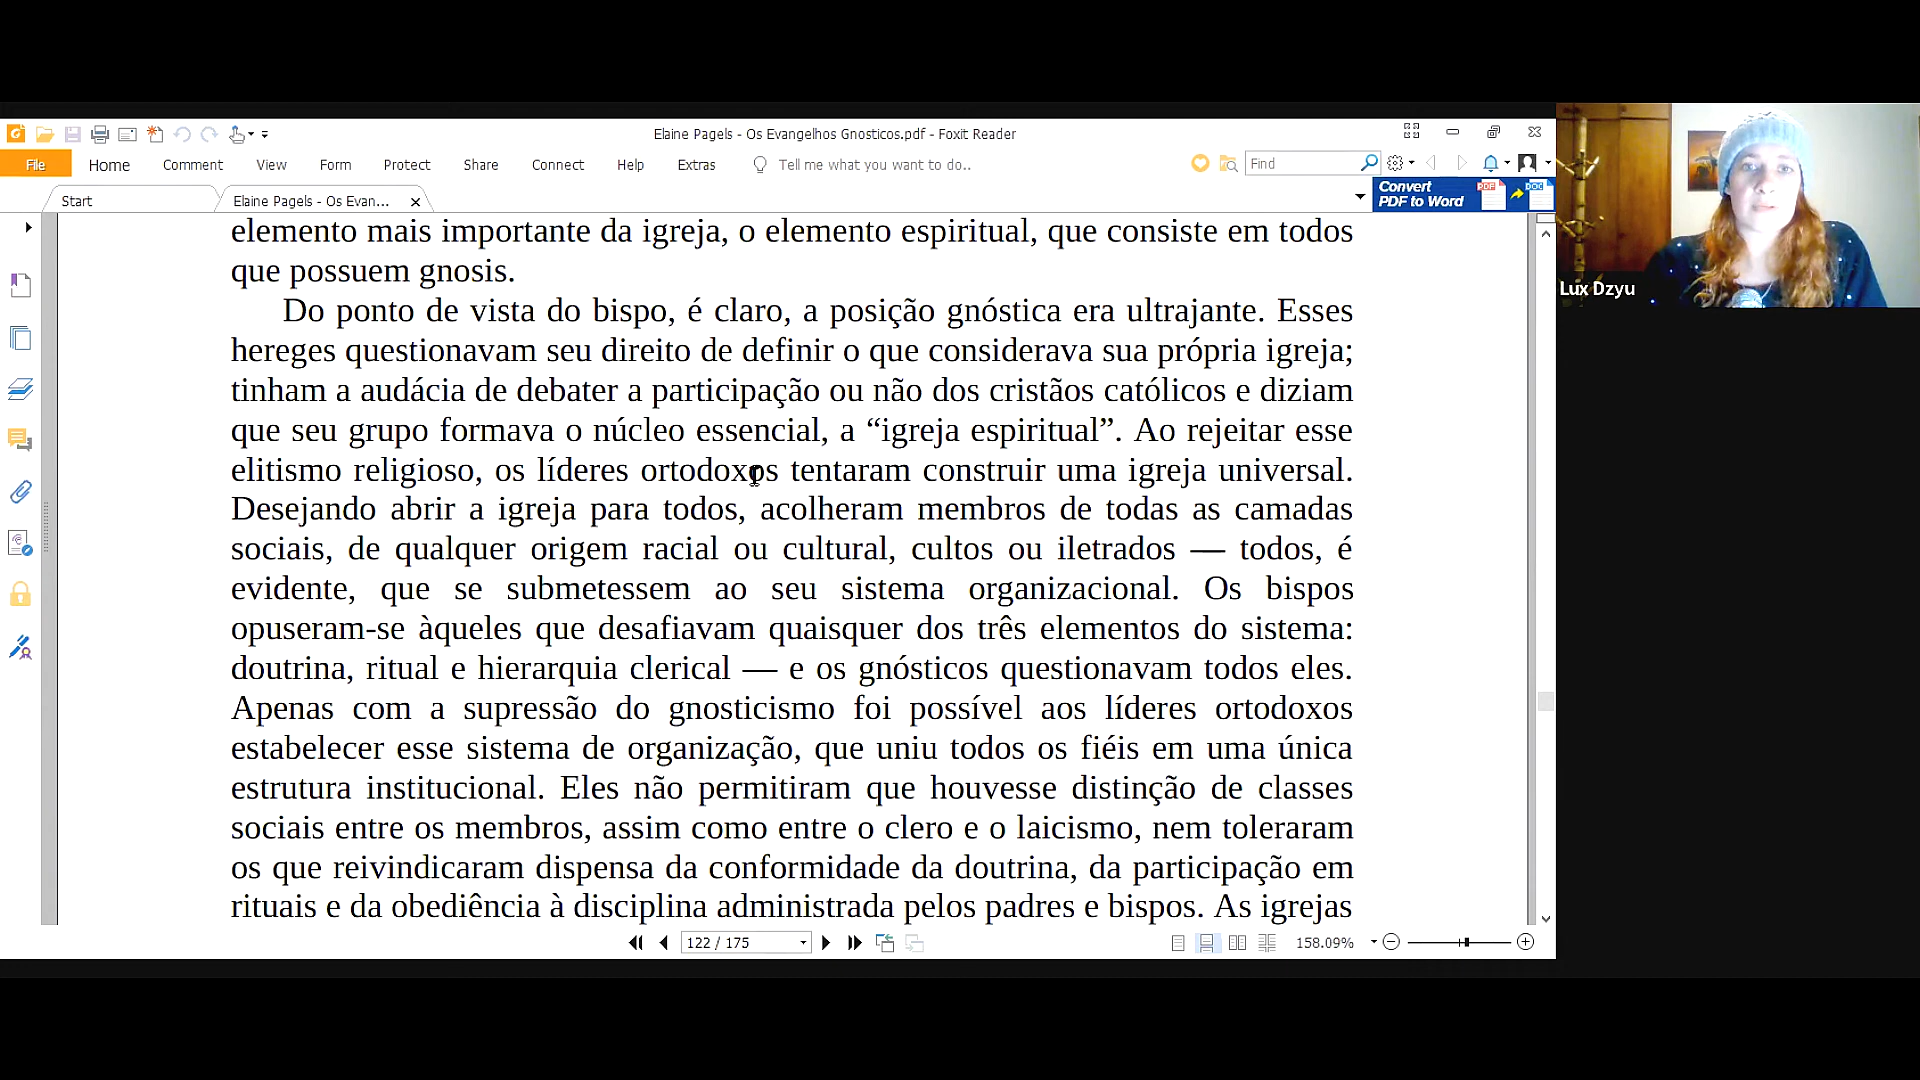 Elaine Pagels - Os Evangelhos Gnosticos.pdf - Foxit Reader
File Home Comment View Form Protect Share Connect Help Extras Tell me what you want to do.. Find
Start Elaine Pagels - Os Evan... Convert
PDF to Word PDF DOC
elemento mais importante da igreja, o elemento espiritual, que consiste em todos
que possuem gnosis.
Do ponto de vista do bispo, é claro, a posição gnóstica era ultrajante. Esses
hereges questionavam seu direito de definir o que considerava sua própria igreja;
tinham a audácia de debater a participação ou não dos cristãos católicos e diziam
que seu grupo formava o núcleo essencial, a “igreja espiritual”. Ao rejeitar esse
elitismo religioso, os líderes ortodoxos tentaram construir uma igreja universal.
Desejando abrir a igreja para todos, acolheram membros de todas as camadas
sociais, de qualquer origem racial ou cultural, cultos ou iletrados — todos, é
evidente, que se submetessem ao seu sistema organizacional. Os bispos
opuseram-se àqueles que desafiavam quaisquer dos três elementos do sistema:
doutrina, ritual e hierarquia clerical — e os gnósticos questionavam todos eles.
Apenas com a supressão do gnosticismo foi possível aos líderes ortodoxos
estabelecer esse sistema de organização, que uniu todos os fiéis em uma única
estrutura institucional. Eles não permitiram que houvesse distinção de classes
sociais entre os membros, assim como entre o clero e o laicismo, nem toleraram
os que reivindicaram dispensa da conformidade da doutrina, da participação em
rituais e da obediência à disciplina administrada pelos padres e bispos. As igrejas
122 / 175 158.09%
Lux Dzyu